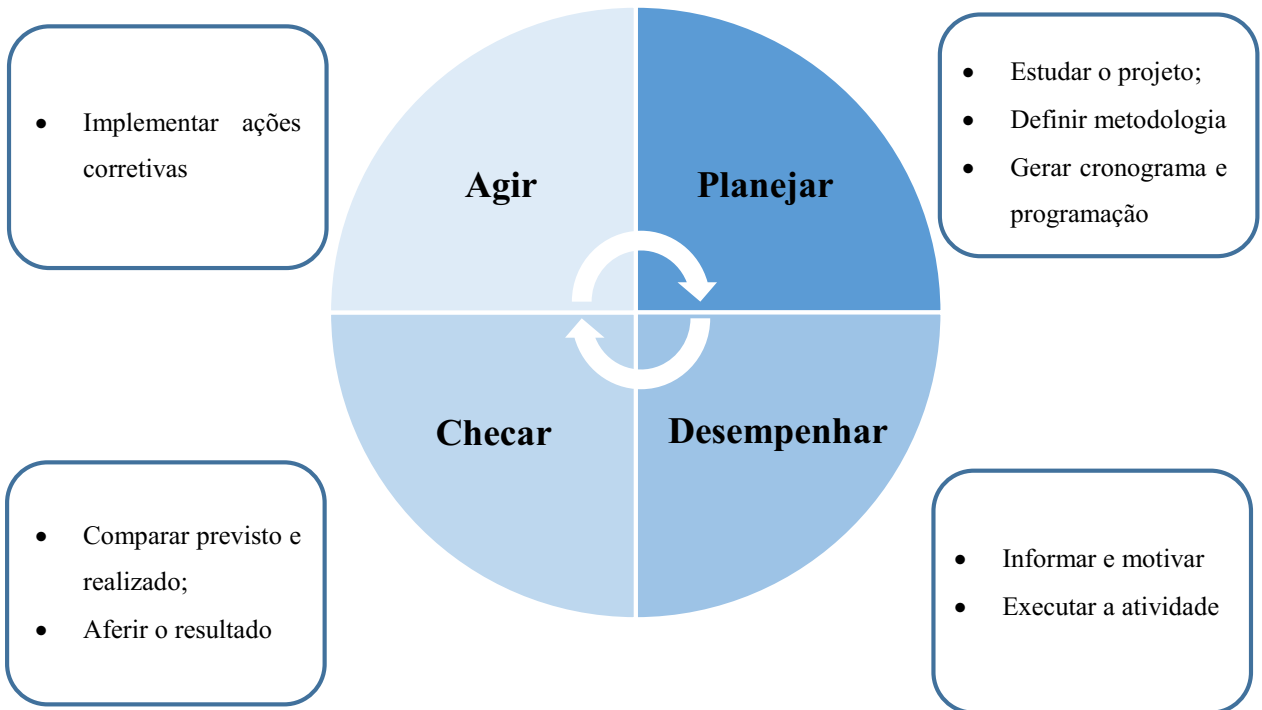 • Implementar ações
corretivas
Agir
Planejar
• Estudar o projeto;
• Definir metodologia
• Gerar cronograma e
programação
Checar
Desempenhar
• Comparar previsto e
realizado;
• Aferir o resultado
• Informar e motivar
• Executar a atividade